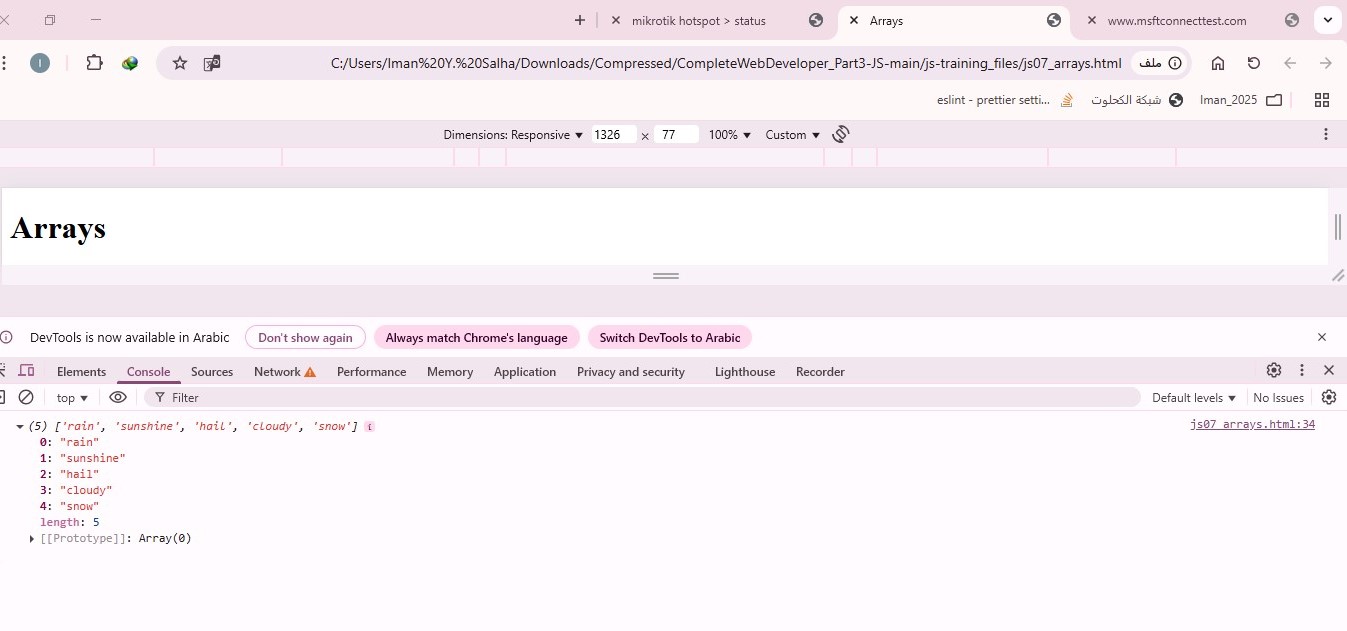 mikrotik hotspot > status
Arrays
www.msftconnecttest.com
I
C:/Users/Iman%20Y.%20Salha/Downloads/Compressed/CompleteWebDeveloper_Part3-JS-main/js-training_files/js07_arrays.html ملف
eslint - prettier setti... شبكة الكحلوت Iman_2025
Dimensions: Responsive 1326 x 77 100% Custom
Arrays
DevTools is now available in Arabic Don't show again Always match Chrome's language Switch DevTools to Arabic
Elements Console Sources Network Performance Memory Application Privacy and security Lighthouse Recorder
top Filter Default levels No Issues
(5) ['rain', 'sunshine', 'hail', 'cloudy', 'snow'] js07_arrays.html:34
0: "rain"
1: "sunshine"
2: "hail"
3: "cloudy"
4: "snow"
length: 5
[[Prototype]]: Array(0)